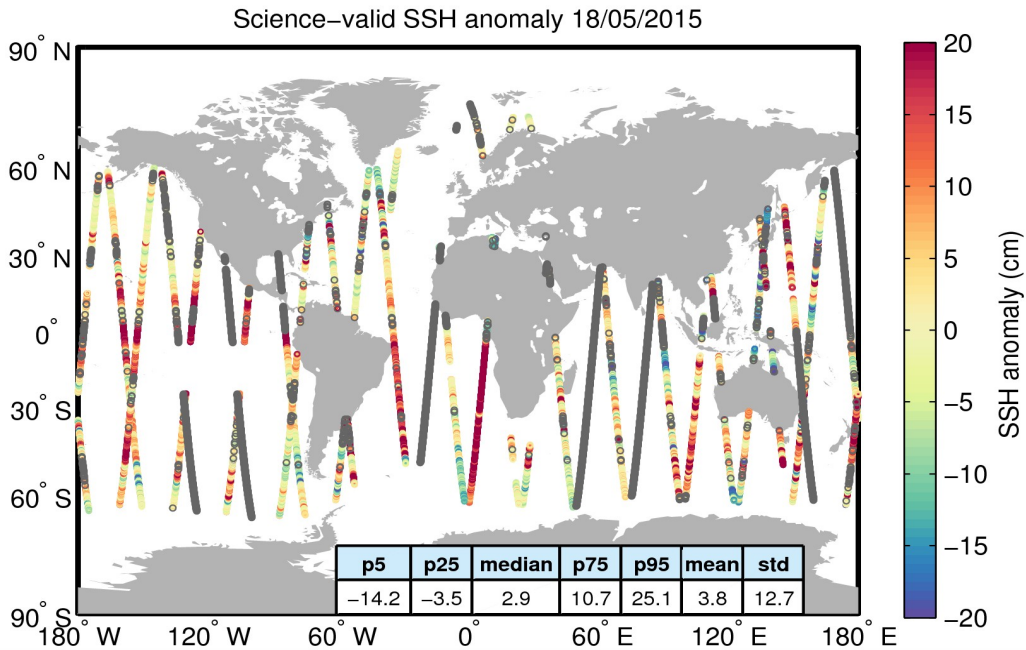 Science−valid SSH anomaly 18/05/2015
90° N
60° N
30° N
0°
30° S
60° S
90° S
180° W
120° W
60° W
0°
60° E
120° E
180° E
p5 p25 median p75 p95 mean std
−14.2 −3.5 2.9 10.7 25.1 3.8 12.7
20
15
10
5
0
−5
−10
−15
−20
SSH anomaly (cm)